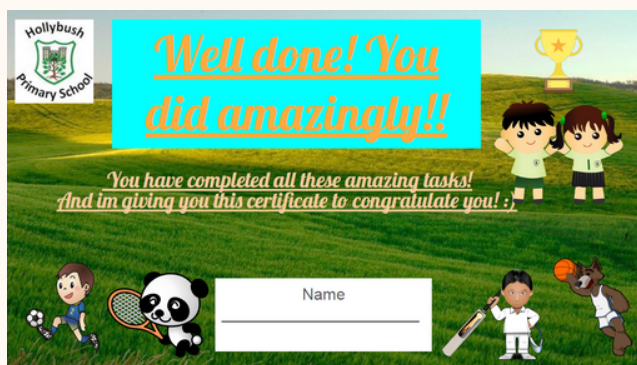 Hollybush
Primary School
Well done! You
did amazingly!!
You have completed all these amazing tasks!
And im giving you this certificate to congratulate you! :)
Name